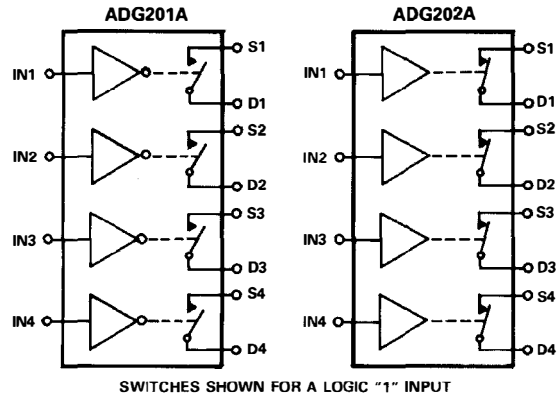 ADG201A
IN1
S1
D1
IN2
S2
D2
IN3
S3
D3
IN4
S4
D4
ADG202A
IN1
S1
D1
IN2
S2
D2
IN3
S3
D3
IN4
S4
D4
SWITCHES SHOWN FOR A LOGIC "1" INPUT